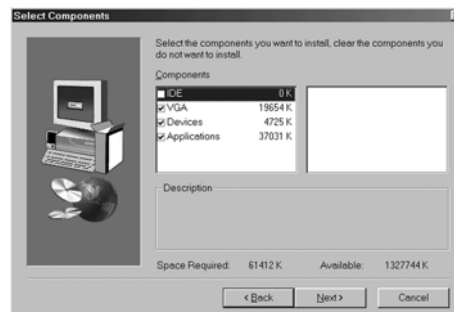 Select Components
Select the components you want to install, clear the components you
do not want to install.
Components
IDE 0 K
VGA 19654 K
Devices 4725 K
Applications 37031 K
Description
Space Required: 61412 K Available: 1327744 K
< Back Next > Cancel